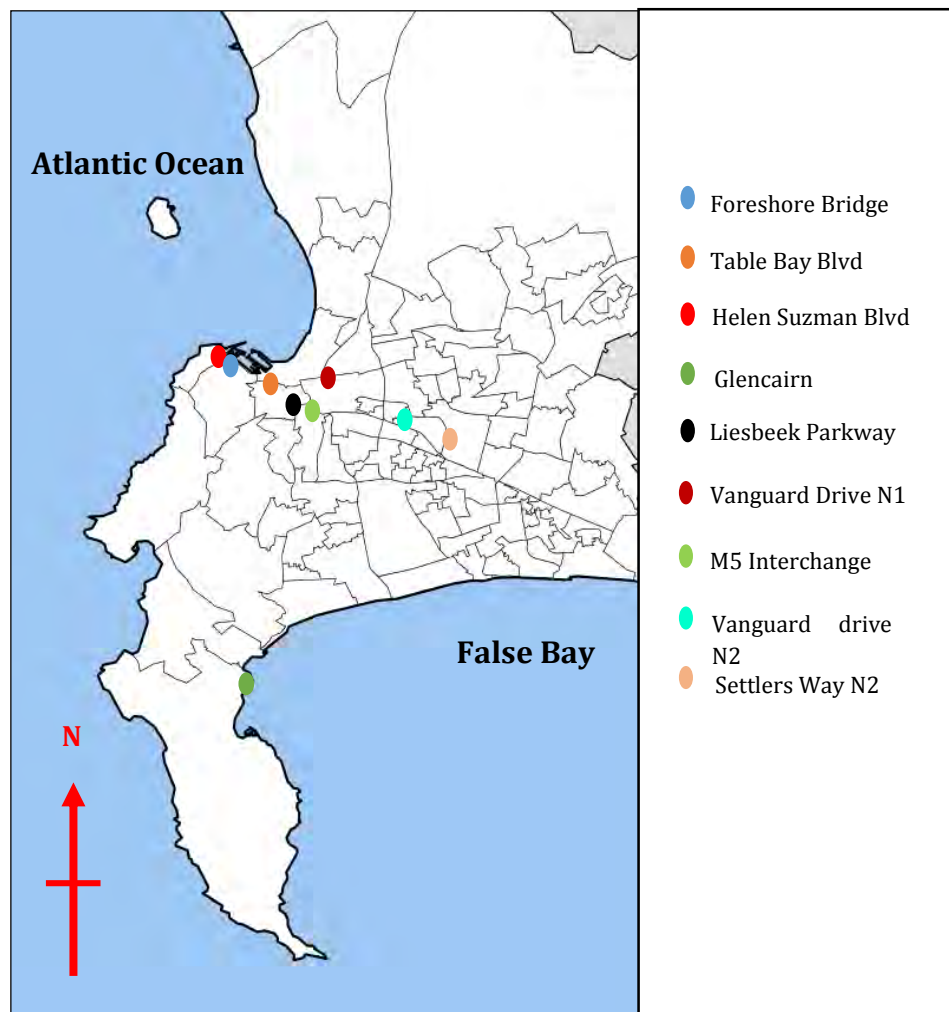 Atlantic Ocean
False Bay
N
Foreshore Bridge
Table Bay Blvd
Helen Suzman Blvd
Glencairn
Liesbeek Parkway
Vanguard Drive N1
M5 Interchange
Vanguard drive
N2
Settlers Way N2